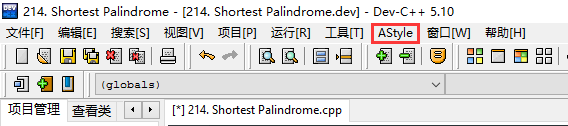 DEV
214. Shortest Palindrome - [214. Shortest Palindrome.dev] - Dev-C++ 5.10
文件[F] 编辑[E] 搜索[S] 视图[V] 项目[P] 运行[R] 工具[T] AStyle 窗口[W] 帮助[H]
(globals)
项目管理 查看类 [*] 214. Shortest Palindrome.cpp